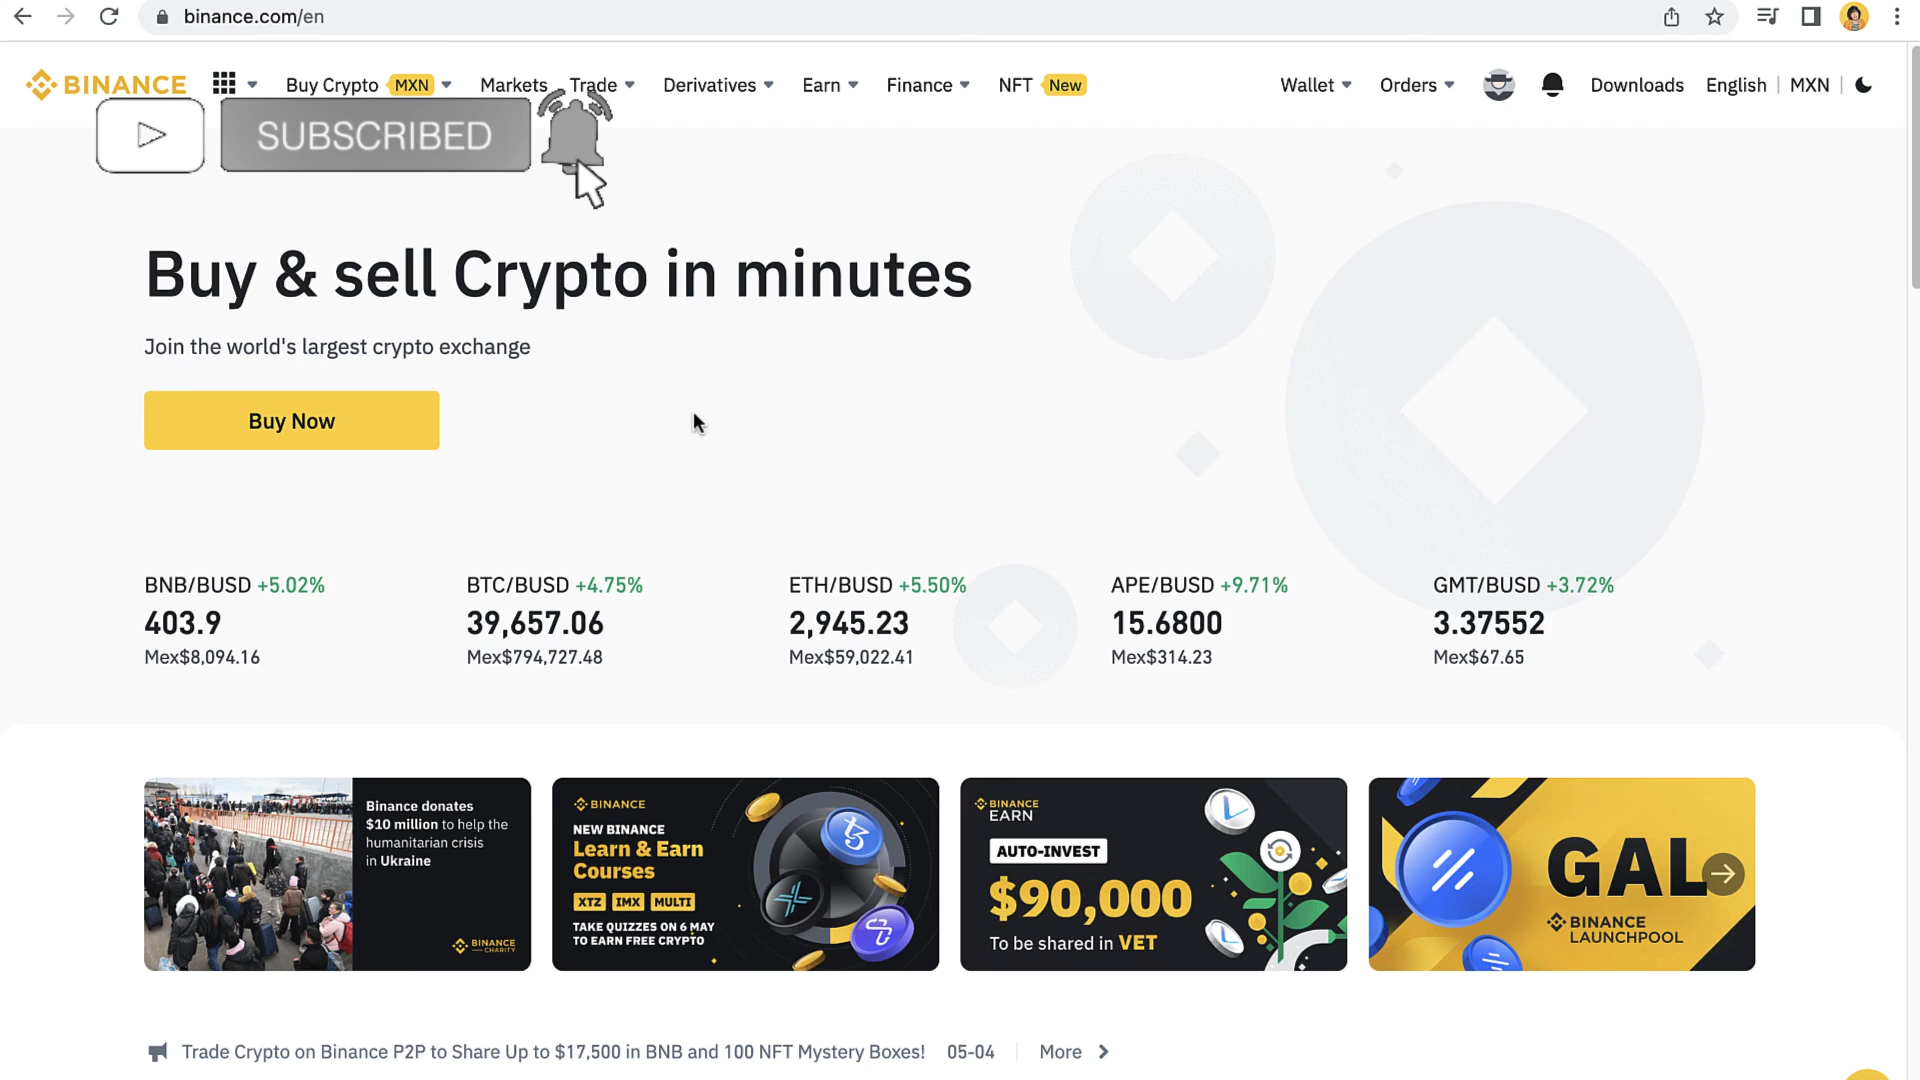 binance.com/en
BINANCE
Buy Crypto MXN Markets Trade Derivatives Earn Finance NFT New Wallet Orders Downloads English | MXN |
SUBSCRIBED
Buy & sell Crypto in minutes
Join the world's largest crypto exchange
Buy Now
BNB/BUSD +5.02%
403.9
Mex$8,094.16
BTC/BUSD +4.75%
39,657.06
Mex$794,727.48
ETH/BUSD +5.50%
2,945.23
Mex$59,022.41
APE/BUSD +9.71%
15.6800
Mex$314.23
GMT/BUSD +3.72%
3.37552
Mex$67.65
Binance donates
$10 million to help the
humanitarian crisis
in Ukraine
BINANCE
CHARITY
BINANCE
NEW BINANCE
Learn & Earn
Courses
XTZ IMX MULTI
TAKE QUIZZES ON 6 MAY
TO EARN FREE CRYPTO
BINANCE
EARN
AUTO-INVEST
$90,000
To be shared in VET
GAL
BINANCE
LAUNCHPOOL
Trade Crypto on Binance P2P to Share Up to $17,500 in BNB and 100 NFT Mystery Boxes! 05-04 | More